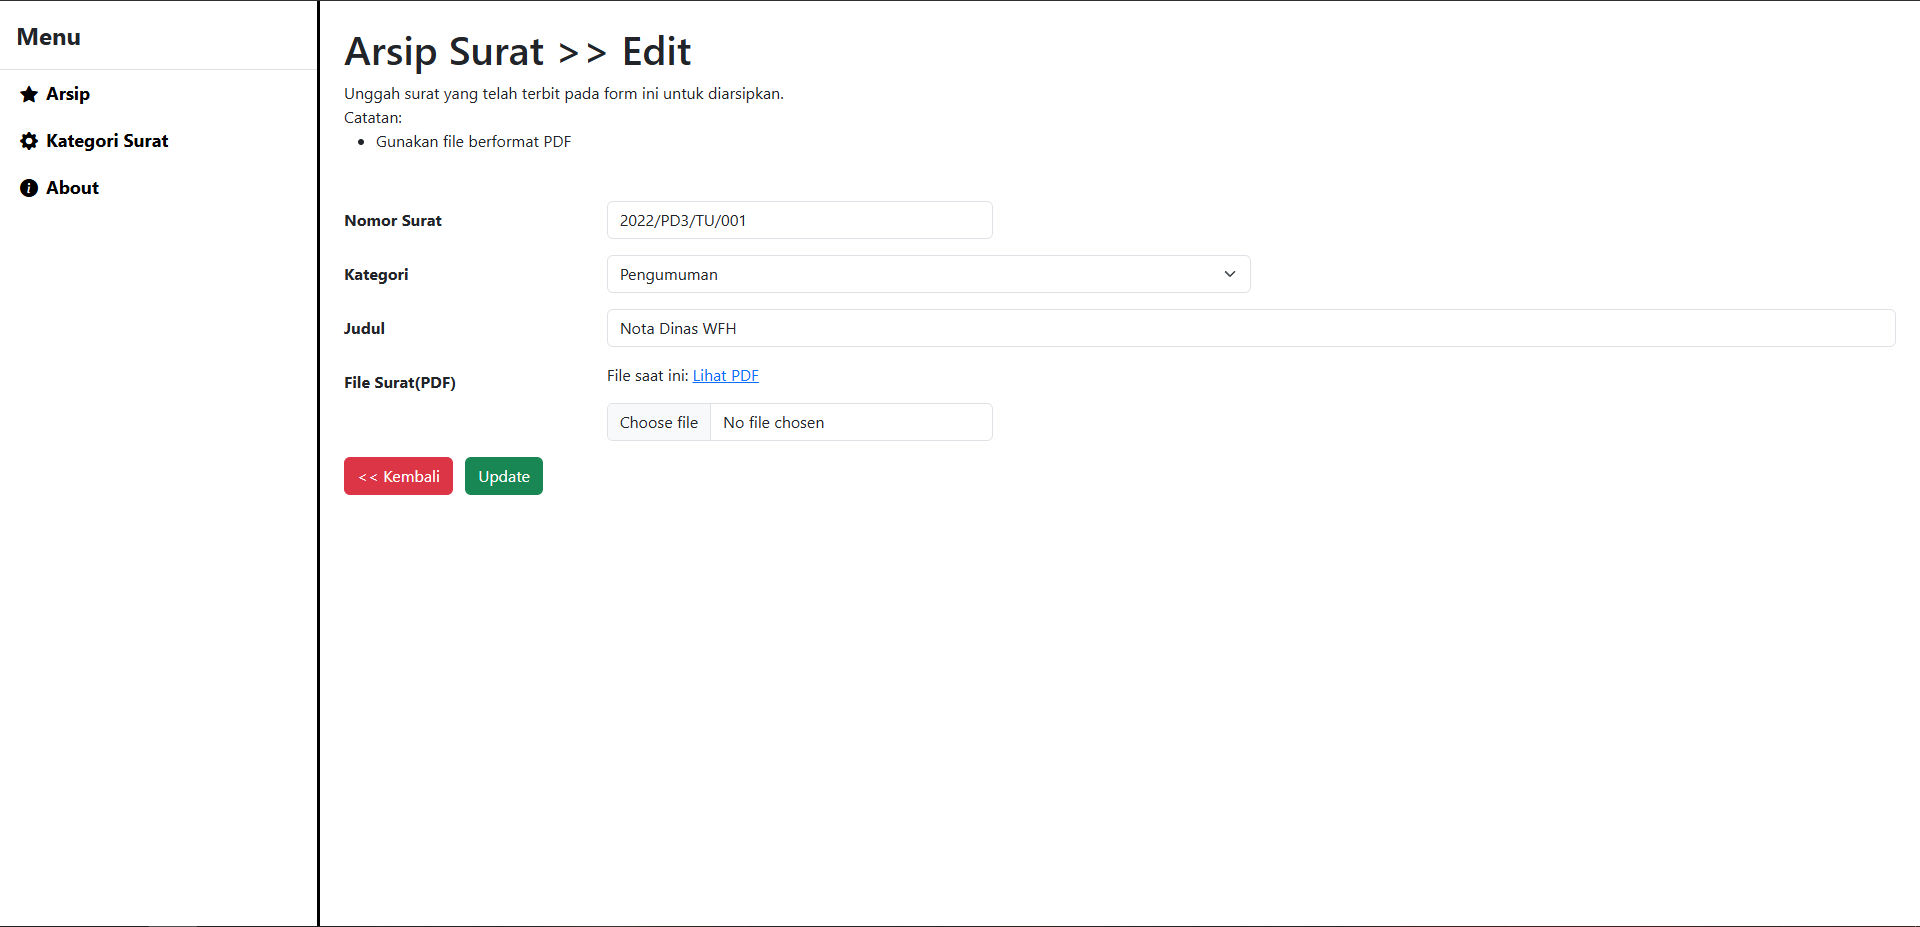 Menu
Arsip
Kategori Surat
About
Arsip Surat >> Edit
Unggah surat yang telah terbit pada form ini untuk diarsipkan.
Catatan:
• Gunakan file berformat PDF
Nomor Surat
2022/PD3/TU/001
Kategori
Pengumuman
Judul
Nota Dinas WFH
File Surat(PDF)
File saat ini: Lihat PDF
Choose file No file chosen
<< Kembali Update